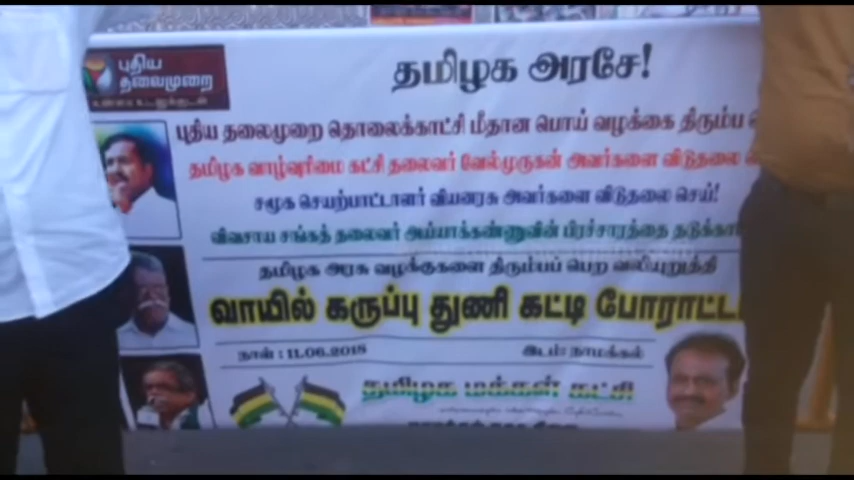 புதிய
தலைமுறை
தமிழக அரசே!
புதிய தலைமுறை தொலைக்காட்சி மீதான பொய் வழக்கை திரும்ப
தமிழக வாழ்வுரிமை கட்சி தலைவர் வேல்முருகன் அவர்களை விடுதலை
சமூக செயற்பாட்டாளர் வியனரசு அவர்களை விடுதலை செய்!
விவசாய சங்கத் தலைவர் அய்யாக்கண்ணுவின் பிரச்சாரத்தை தடுக்கா
தமிழக அரசு வழக்குகளை திரும்பப் பெற வலியுறுத்தி
வாயில் கருப்பு துணி கட்டி போராட்ட
நாள் : 11.06.2018 இடம்: நாமக்கல்
தமிழக மக்கள் கட்சி